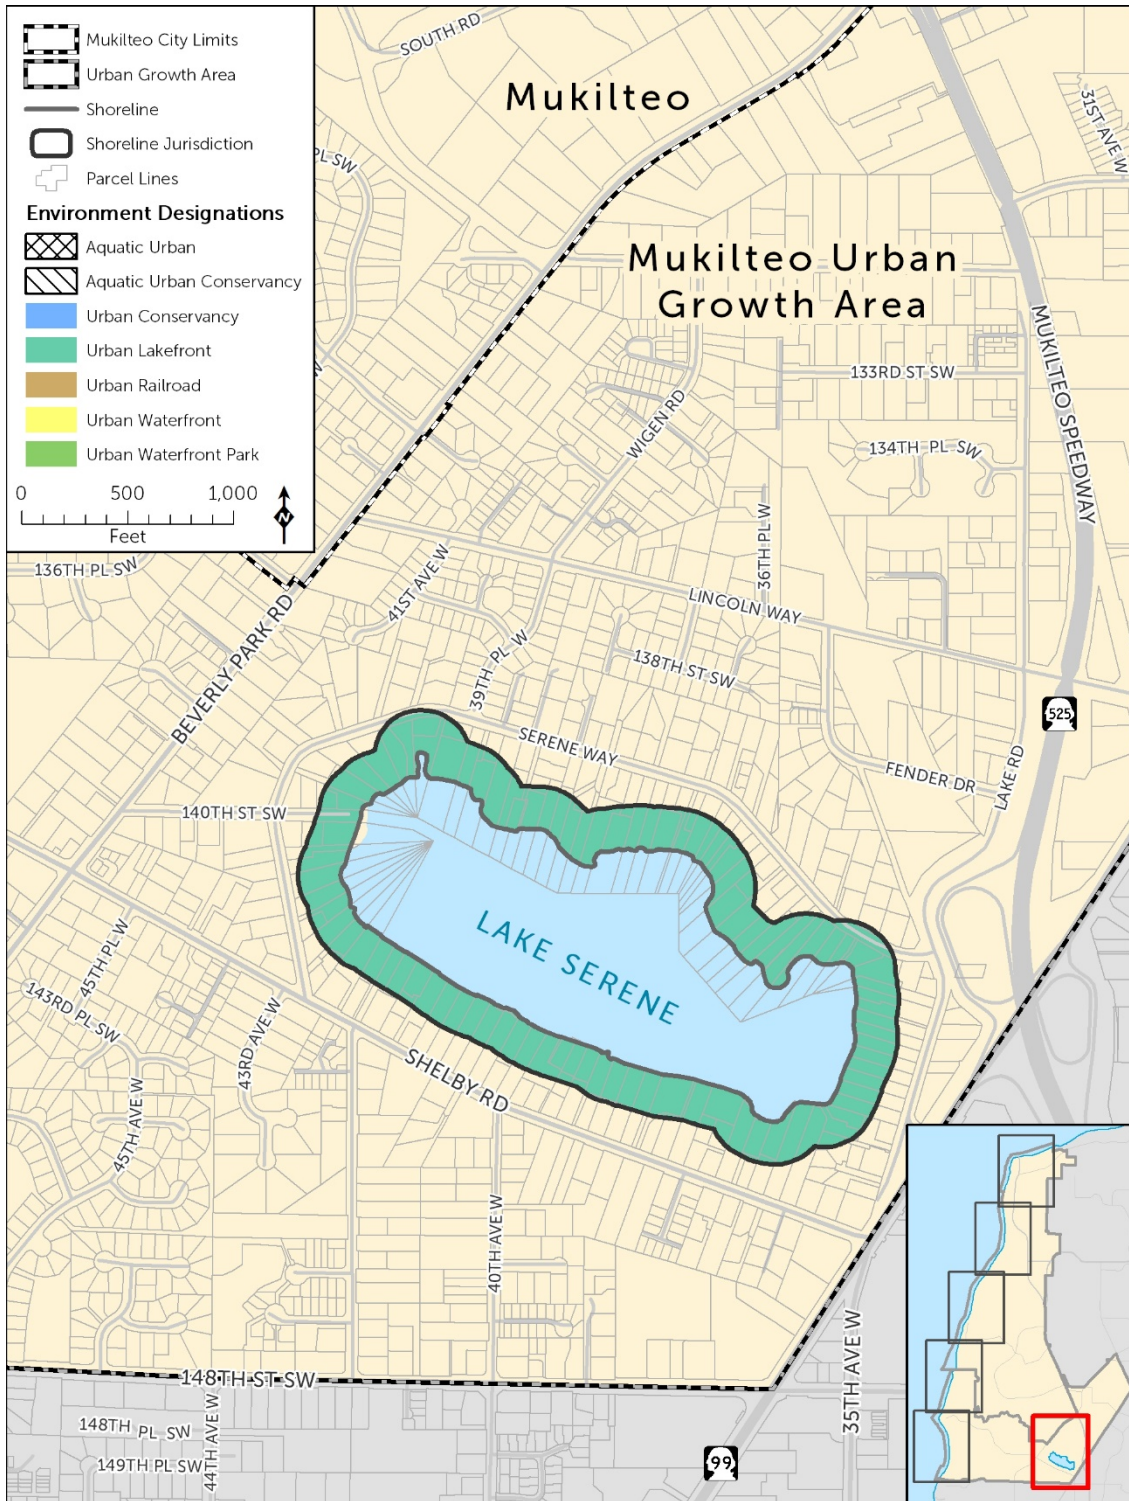 Mukilteo City Limits
Urban Growth Area
Shoreline
Shoreline Jurisdiction
Parcel Lines
Environment Designations
Aquatic Urban
Aquatic Urban Conservancy
Urban Conservancy
Urban Lakefront
Urban Railroad
Urban Waterfront
Urban Waterfront Park
0 500 1,000
Feet
N
SOUTH RD
Mukilteo
31ST AVE W
PL SW
Mukilteo Urban
Growth Area
MUKILTEO SPEEDWAY
W
133RD ST SW
WIGEN RD
134TH PL SW
36TH PL W
136TH PL SW
41ST AVE W
LINCOLN WAY
BEVERLY PARK RD
39TH PL W
138TH ST SW
525
SERENE WAY
FENDER DR
LAKE RD
140TH ST SW
LAKE SERENE
45TH PL W
143RD PL SW
43RD AVE W
SHELBY RD
45TH AVE W
40TH AVE W
35TH AVE W
148TH ST SW
44TH AVE W
148TH PL SW
149TH PL SW
99